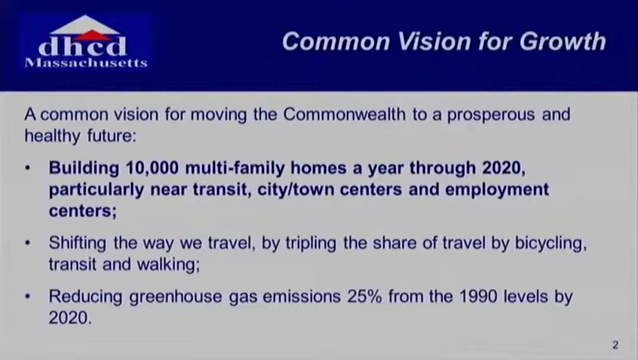 dhcd
Massachusetts
Common Vision for Growth
A common vision for moving the Commonwealth to a prosperous and
healthy future:
• Building 10,000 multi-family homes a year through 2020,
particularly near transit, city/town centers and employment
centers;
• Shifting the way we travel, by tripling the share of travel by bicycling,
transit and walking;
• Reducing greenhouse gas emissions 25% from the 1990 levels by
2020.
2